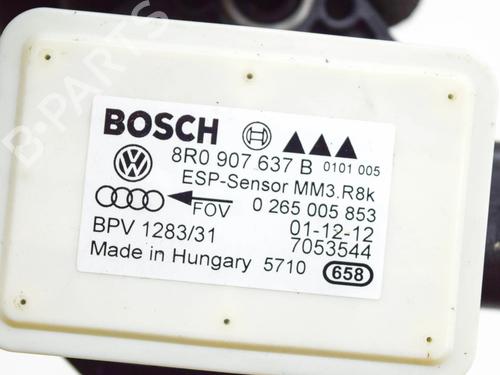 B-PARTS
BOSCH
8R0 907 637 B 0101 005
ESP-Sensor MM3.R8k
FOV 0 265 005 853
BPV 1283/31 01-12-12
7053544
Made in Hungary 5710 658